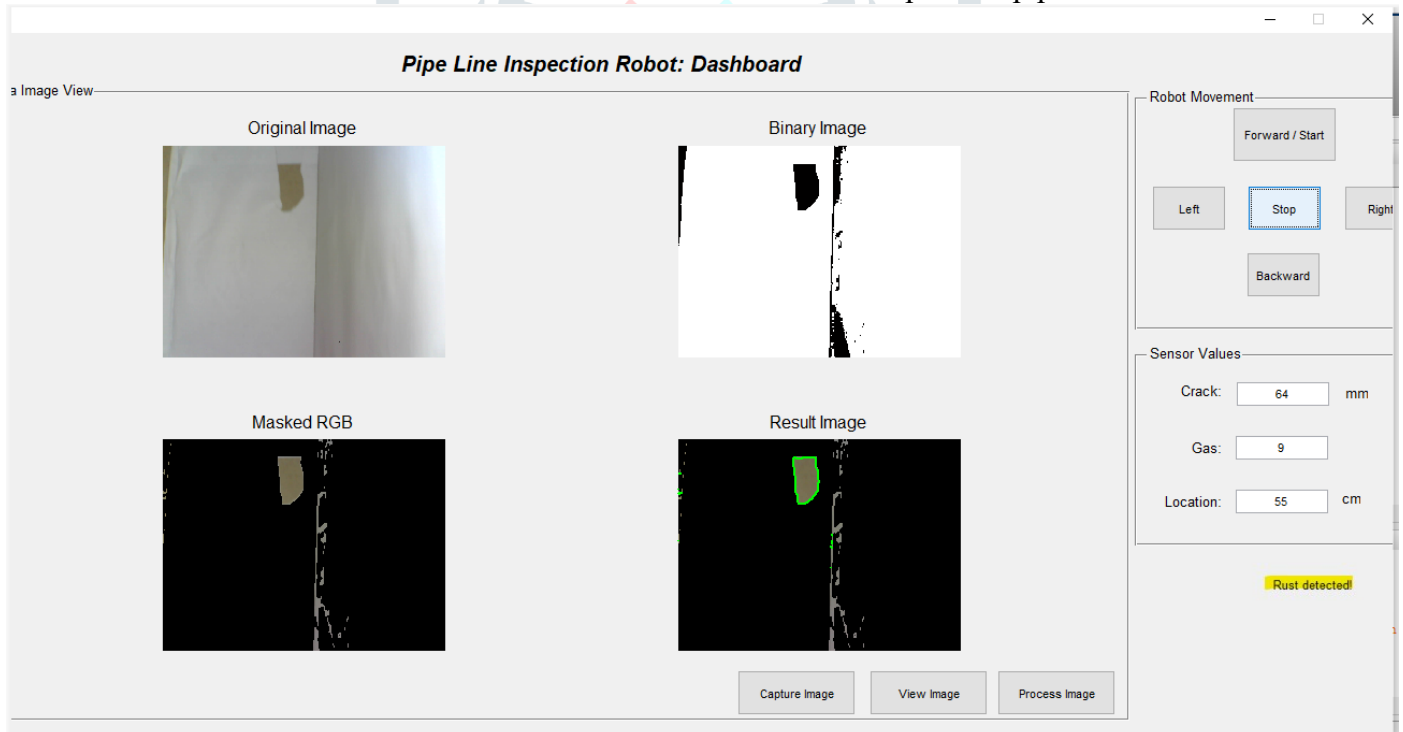 Pipe Line Inspection Robot: Dashboard
a Image View
Original Image
Binary Image
Masked RGB
Result Image
Capture Image
View Image
Process Image
Robot Movement
Forward / Start
Left
Stop
Right
Backward
Sensor Values
Crack: 64 mm
Gas: 9
Location: 55 cm
Rust detected!